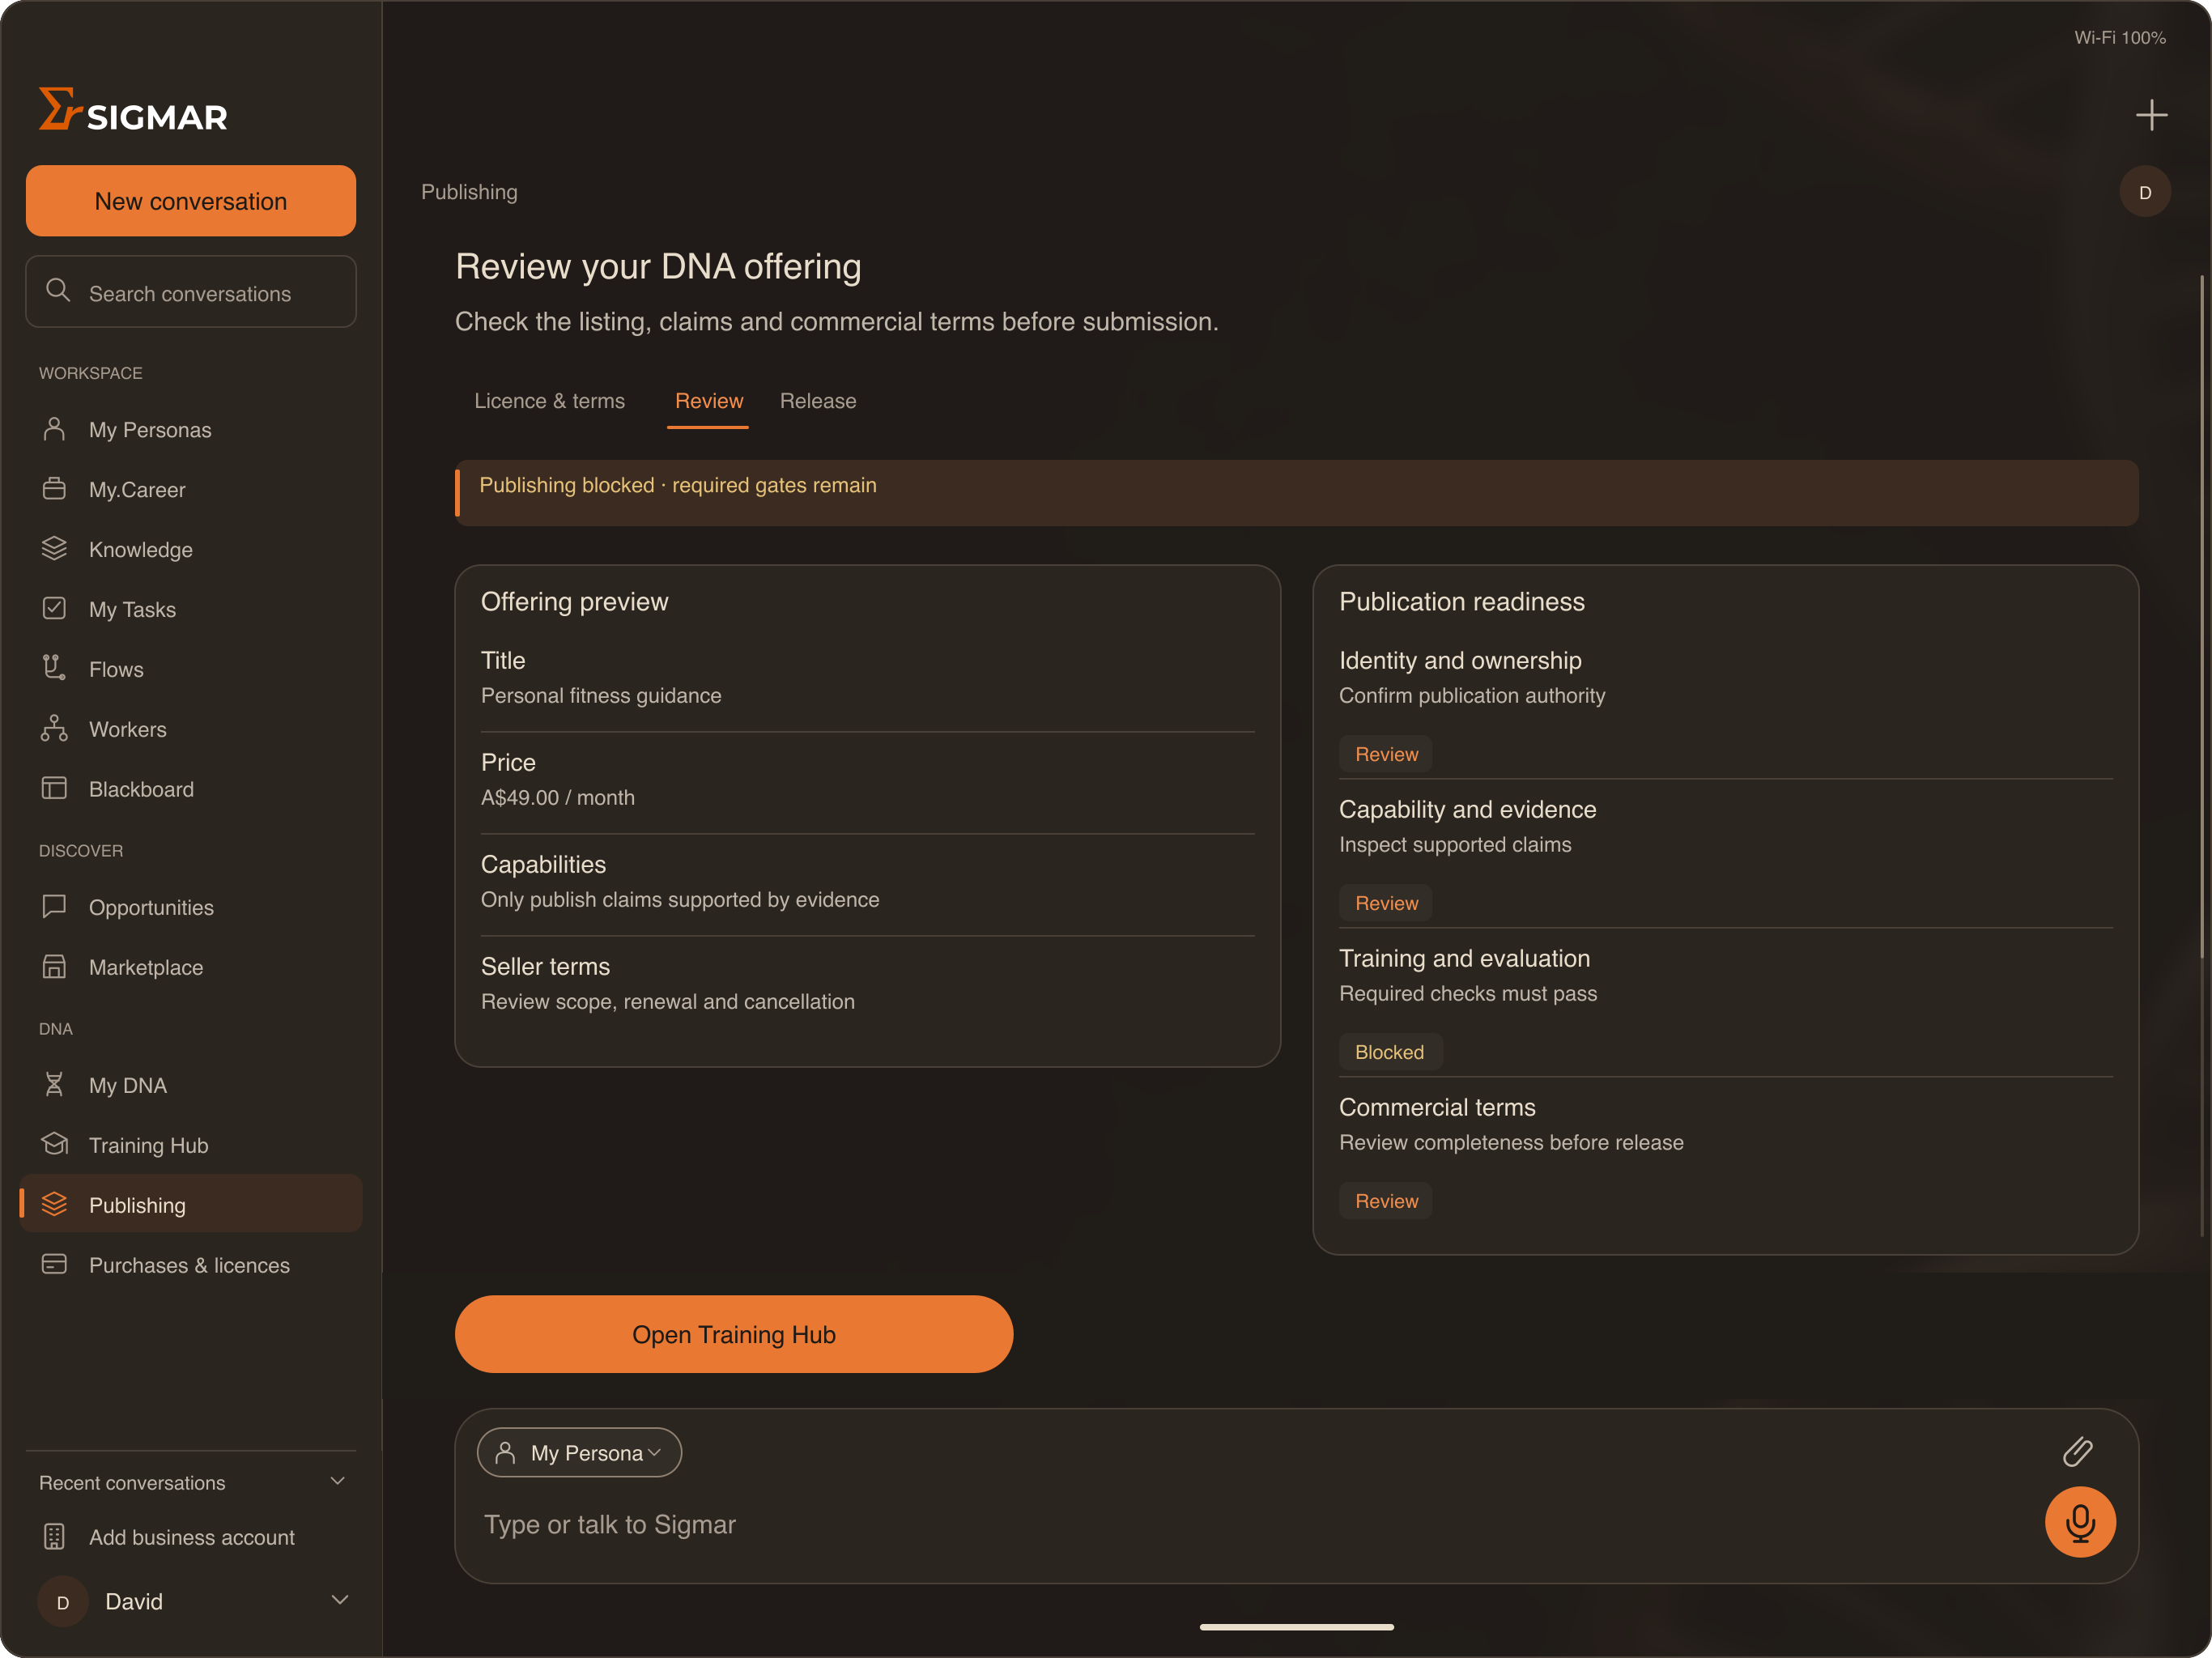 Wi-Fi 100%
Σr SIGMAR
New conversation
Search conversations
WORKSPACE
My Personas
My.Career
Knowledge
My Tasks
Flows
Workers
Blackboard
DISCOVER
Opportunities
Marketplace
DNA
My DNA
Training Hub
Publishing
Purchases & licences
Recent conversations
Add business account
D
David
Publishing
D
Review your DNA offering
Check the listing, claims and commercial terms before submission.
Licence & terms
Review
Release
Publishing blocked · required gates remain
Offering preview
Title
Personal fitness guidance
Price
A$49.00 / month
Capabilities
Only publish claims supported by evidence
Seller terms
Review scope, renewal and cancellation
Publication readiness
Identity and ownership
Confirm publication authority
Review
Capability and evidence
Inspect supported claims
Review
Training and evaluation
Required checks must pass
Blocked
Commercial terms
Review completeness before release
Review
Open Training Hub
My Persona
Type or talk to Sigmar